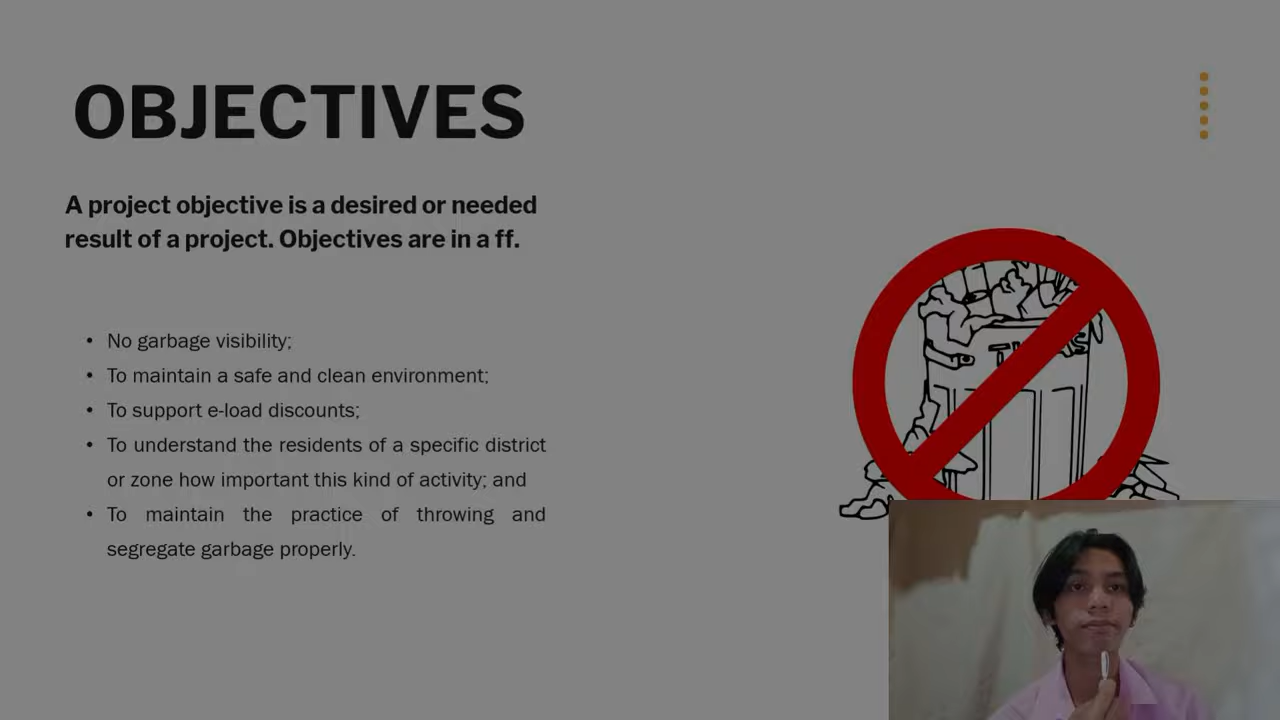 OBJECTIVES
A project objective is a desired or needed
result of a project. Objectives are in a ff.
• No garbage visibility;
• To maintain a safe and clean environment;
• To support e-load discounts;
• To understand the residents of a specific district
or zone how important this kind of activity; and
• To maintain the practice of throwing and
segregate garbage properly.